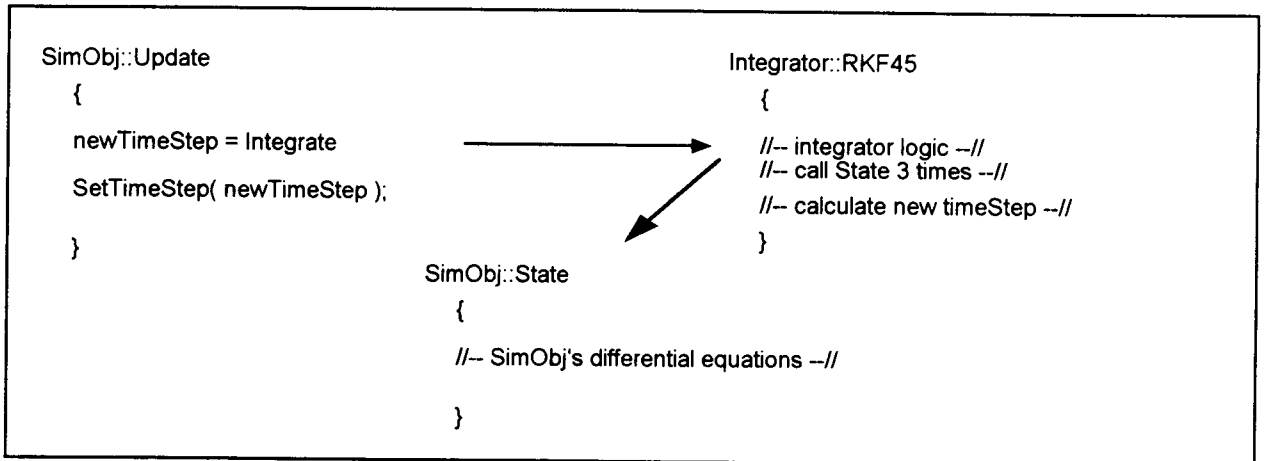 SimObj::Update
{
newTimeStep = Integrate
SetTimeStep( newTimeStep );
}
Integrator::RKF45
{
//-- integrator logic --//
//-- call State 3 times --//
//-- calculate new timeStep --//
}
SimObj::State
{
//-- SimObj's differential equations --//
}